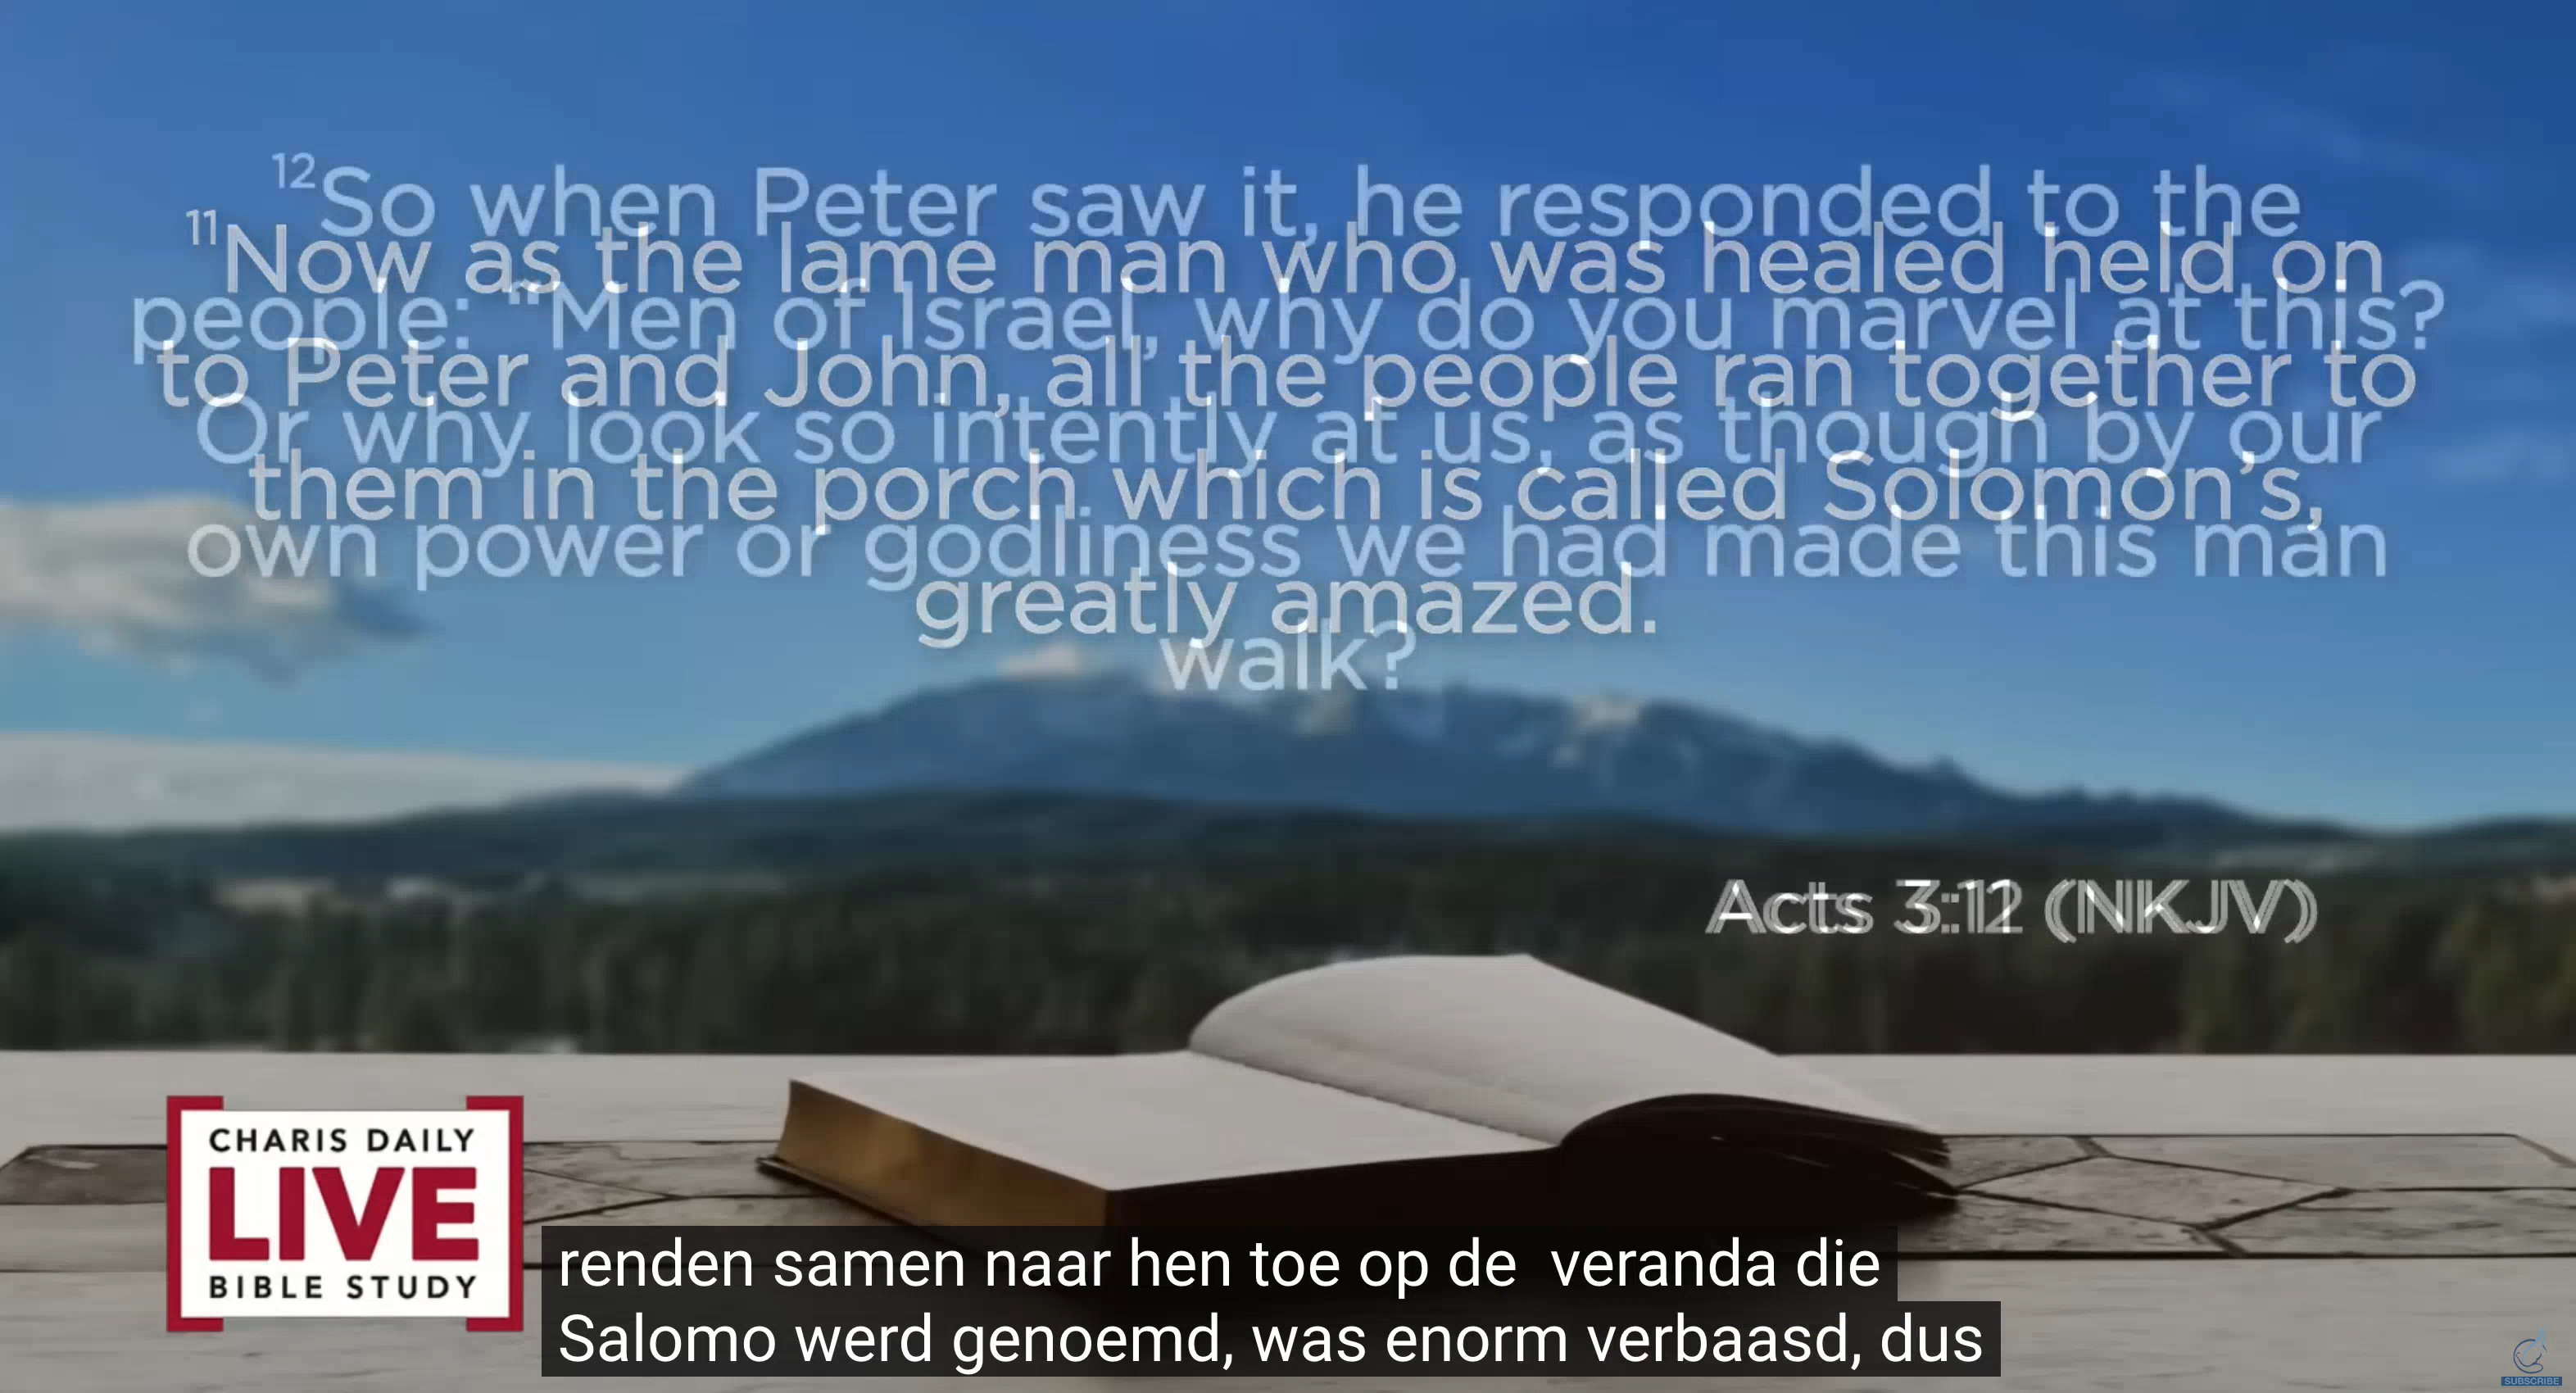 ¹²So when Peter saw it, he responded to the
people: “Men of Israel, why do you marvel at this?
Or why look so intently at us, as though by our
own power or godliness we had made this man
walk?
¹¹Now as the lame man who was healed held on
to Peter and John, all the people ran together to
them in the porch which is called Solomon’s,
greatly amazed.
Acts 3:12 (NKJV)
CHARIS DAILY
LIVE
BIBLE STUDY
renden samen naar hen toe op de veranda die
Salomo werd genoemd, was enorm verbaasd, dus
SUBSCRIBE